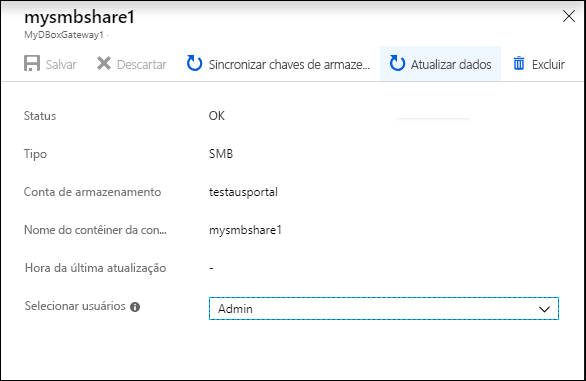 mysmbshare1
MyDBoxGateway1
Salvar
Descartar
Sincronizar chaves de armaze...
Atualizar dados
Excluir
Status OK
Tipo SMB
Conta de armazenamento testausportal
Nome do contêiner da con... mysmbshare1
Hora da última atualização -
Selecionar usuários Admin